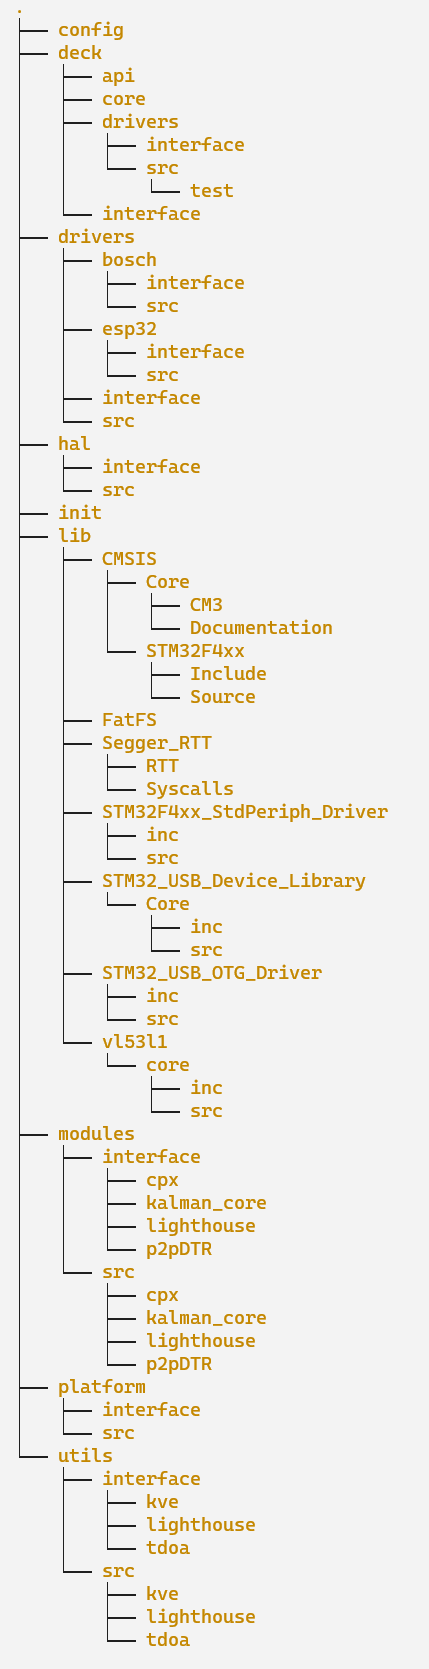 .
config
deck
api
core
drivers
interface
src
test
interface
drivers
bosch
interface
src
esp32
interface
src
interface
src
hal
interface
src
init
lib
CMSIS
Core
CM3
Documentation
STM32F4xx
Include
Source
FatFS
Segger_RTT
RTT
Syscalls
STM32F4xx_StdPeriph_Driver
inc
src
STM32_USB_Device_Library
Core
inc
src
STM32_USB_OTG_Driver
inc
src
vl53l1
core
inc
src
modules
interface
cpx
kalman_core
lighthouse
p2pDTR
src
cpx
kalman_core
lighthouse
p2pDTR
platform
interface
src
utils
interface
kve
lighthouse
tdoa
src
kve
lighthouse
tdoa